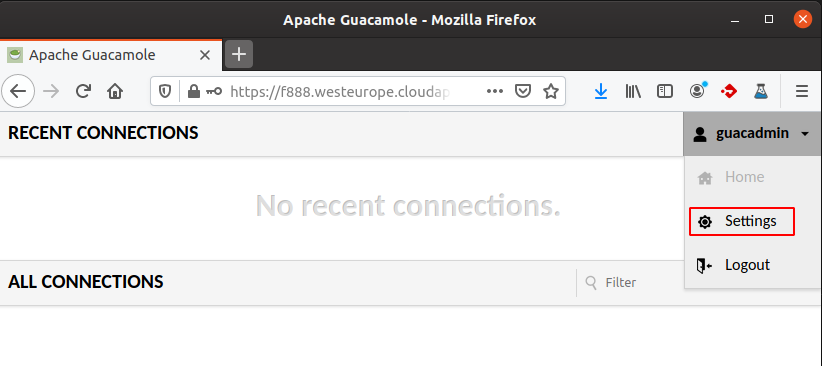 Apache Guacamole - Mozilla Firefox
Apache Guacamole
https://f888.westeurope.cloudap
RECENT CONNECTIONS
guacadmin
Home
No recent connections.
Settings
Logout
ALL CONNECTIONS
Filter